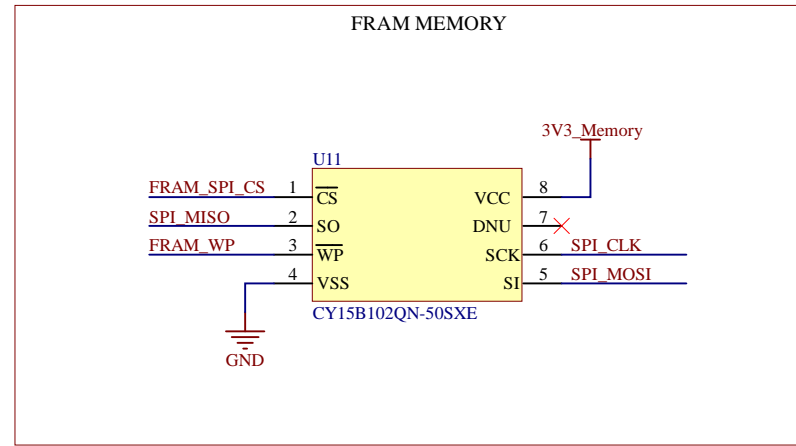 FRAM MEMORY
3V3_Memory
U11
FRAM_SPI_CS 1 CS VCC 8
SPI_MISO 2 SO DNU 7
FRAM_WP 3 WP SCK 6 SPI_CLK
4 VSS SI 5 SPI_MOSI
CY15B102QN-50SXE
GND